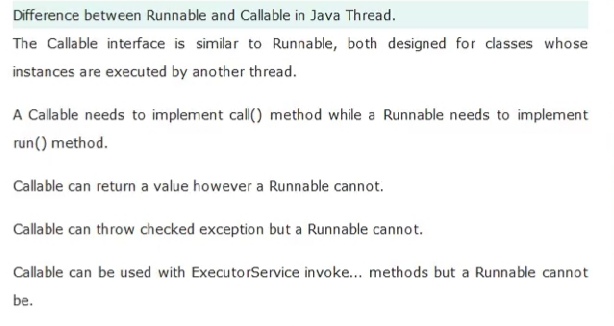 Difference between Runnable and Callable in Java Thread.
The Callable interface is similar to Runnable, both designed for classes whose
instances are executed by another thread.
A Callable needs to implement call() method while a Runnable needs to implement
run() method.
Callable can return a value however a Runnable cannot.
Callable can throw checked exception but a Runnable cannot.
Callable can be used with ExecutorService invoke... methods but a Runnable cannot
be.